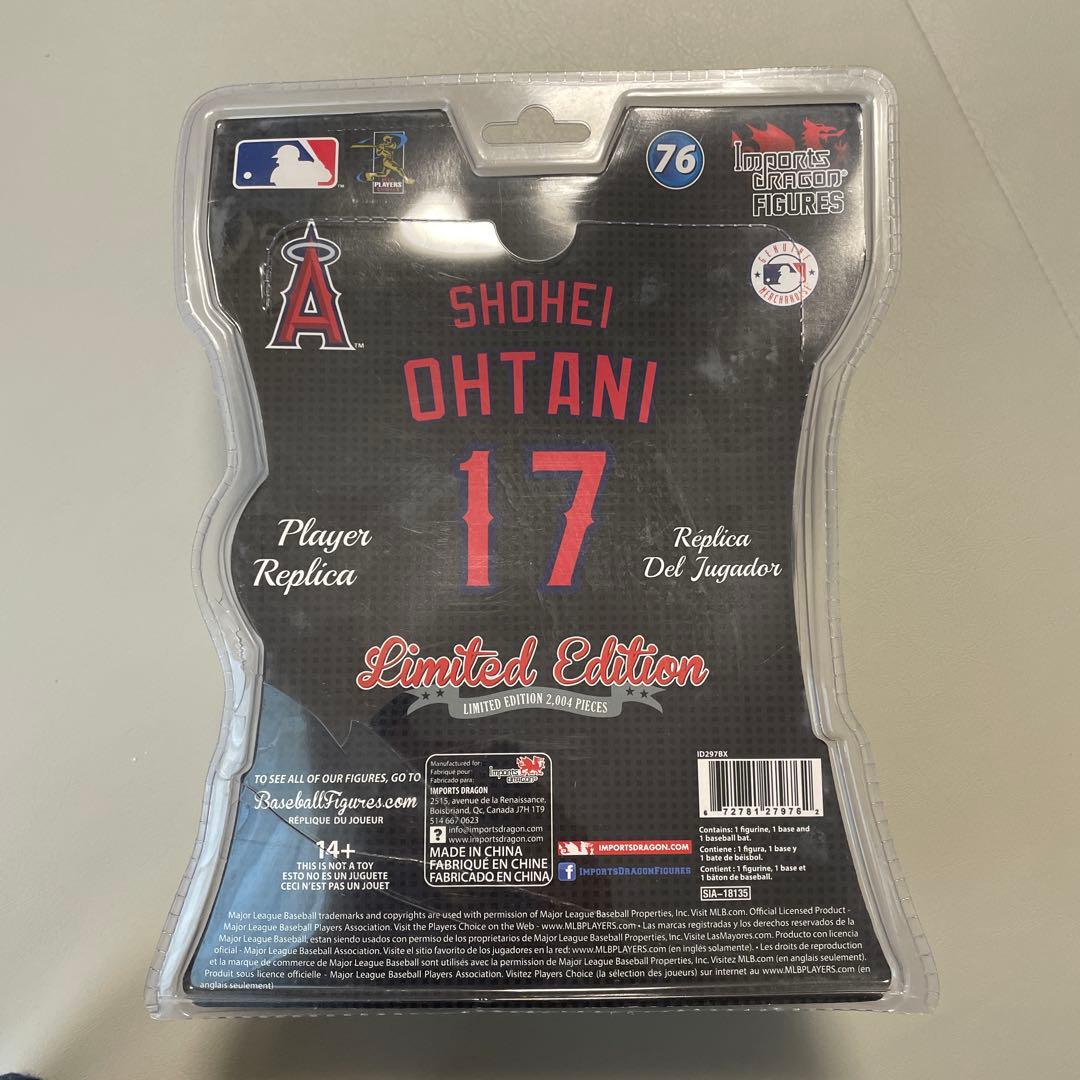 PLAYERS
76
Imports
DRAGON®
FIGURES
GENUINE
MERCHANDISE
A
TM
TM
SHOHEI
OHTANI
17
Player
Replica
Réplica
Del Jugador
Limited Edition
LIMITED EDITION 2,004 PIECES
TO SEE ALL OF OUR FIGURES, GO TO
BaseballFigures.com
RÉPLIQUE DU JOUEUR
14+
THIS IS NOT A TOY
ESTO NO ES UN JUGUETE
CECI N'EST PAS UN JOUET
Manufactured for:
Fabriqué pour:
Fabricado para:
Imports
DRAGON®
IMPORTS DRAGON
2515, avenue de la Renaissance,
Boisbriand, Qc, Canada J7H 1T9
514 667 0623
? info@importsdragon.com
www.importsdragon.com
MADE IN CHINA
FABRIQUÉ EN CHINE
FABRICADO EN CHINA
IMPORTSDRAGON.COM
f IMPORTSDRAGONFIGURES
ID297BX
6 72781 27976 2
Contains: 1 figurine, 1 base and
1 baseball bat.
Contiene : 1 figura, 1 base y
1 bate de béisbol.
Contient : 1 figurine, 1 base et
1 bâton de baseball.
SIA-18135
Major League Baseball trademarks and copyrights are used with permission of Major League Baseball Properties, Inc. Visit MLB.com. Official Licensed Product -
Major League Baseball Players Association. Visit the Players Choice on the Web - www.MLBPLAYERS.com • Las marcas registradas y los derechos reservados de la
Major League Baseball, estan siendo usados con permiso de los proprietarios de Major League Baseball Properties, Inc. Visite LasMayores.com. Producto con licencia
oficial - Major League Baseball Association. Visite el sitio favorito de los jugadores en la red: www.MLBPLAYERS.com (en inglés solamente). • Les droits de reproduction
et la marque de commerce de Major League Baseball sont utilisés avec la permission de Major League Baseball Properties, Inc. Visitez MLB.com (en anglais seulement).
Produit sous licence officielle - Major League Baseball Players Association. Visitez Players Choice (la sélection des joueurs) sur internet au www.MLBPLAYERS.com (en
anglais seulement)